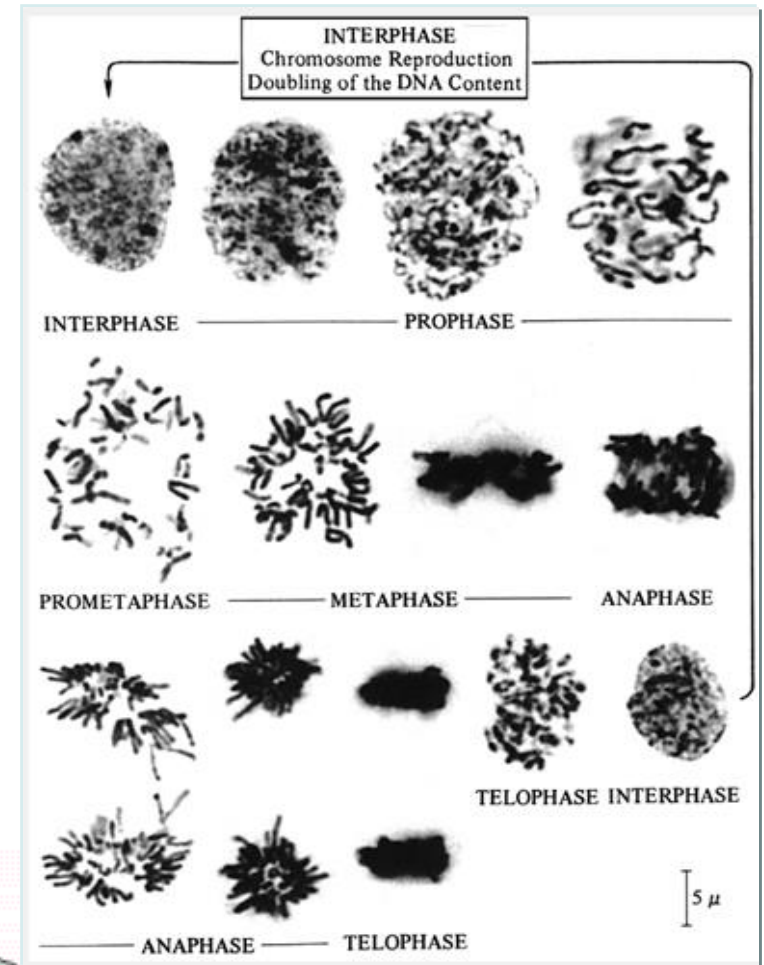 INTERPHASE
Chromosome Reproduction
Doubling of the DNA Content
INTERPHASE
PROPHASE
PROMETAPHASE
METAPHASE
ANAPHASE
TELOPHASE INTERPHASE
5 μ
ANAPHASE
TELOPHASE